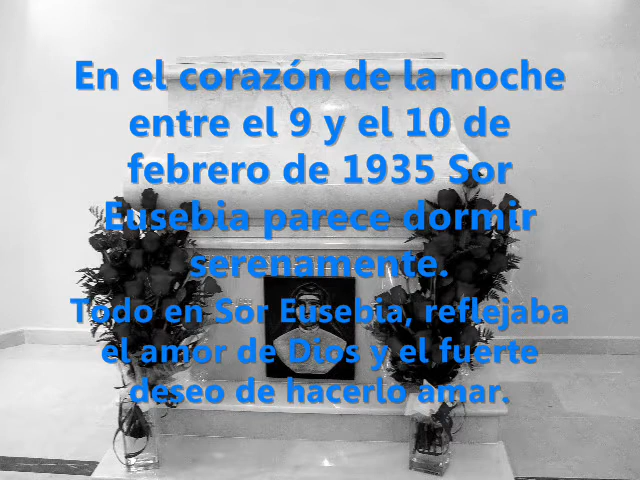 En el corazón de la noche
entre el 9 y el 10 de
febrero de 1935 Sor
Eusebia parece dormir
serenamente.
Todo en Sor Eusebia, reflejaba
el amor de Dios y el fuerte
deseo de hacerlo amar.